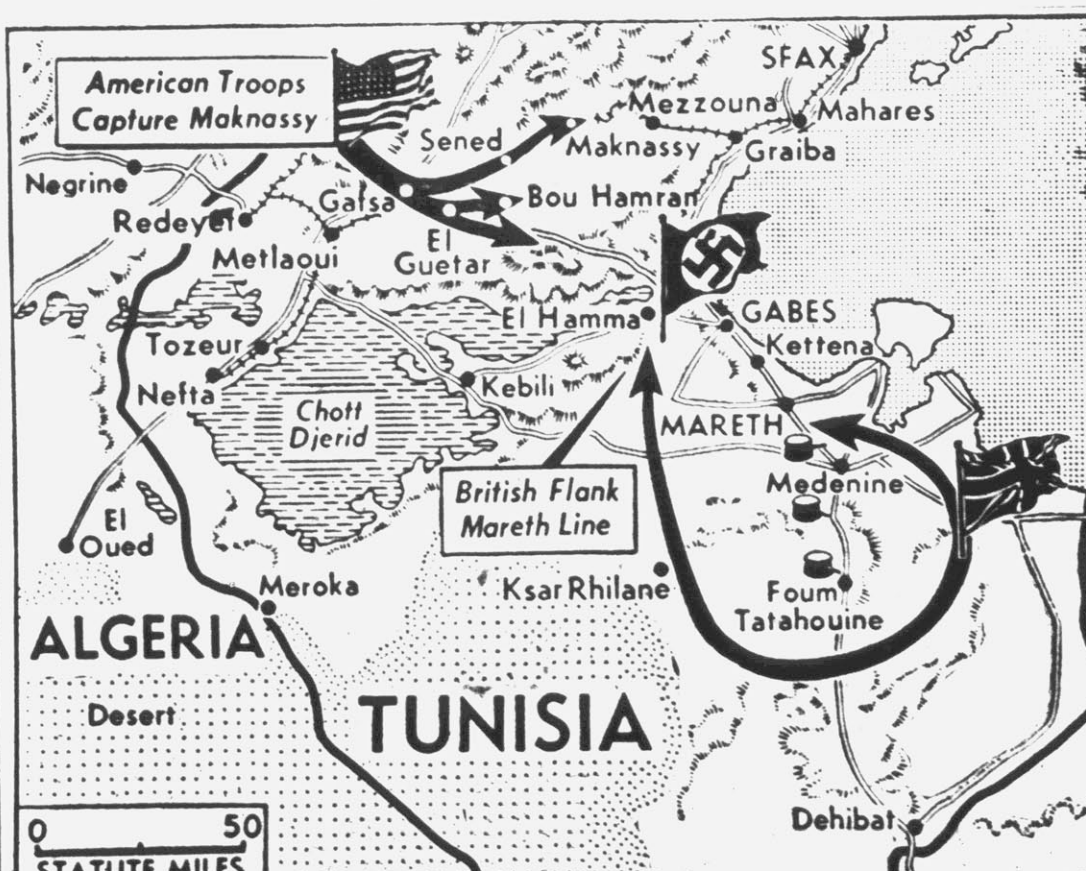 SFAX
American Troops
Capture Maknassy
Mezzouna
Mahares
Sened
Maknassy
Graiba
Negrine
Gafsa
Bou Hamran
Redeyef
El
Guetar
Metlaoui
El Hamma
GABES
Tozeur
Kettena
Nefta
Kebili
Chott
Djerid
MARETH
British Flank
Mareth Line
Medenine
El
Oued
Meroka
Ksar Rhilane
Foum
Tatahouine
ALGERIA
Desert
TUNISIA
Dehibat
0 50
STATUTE MILES